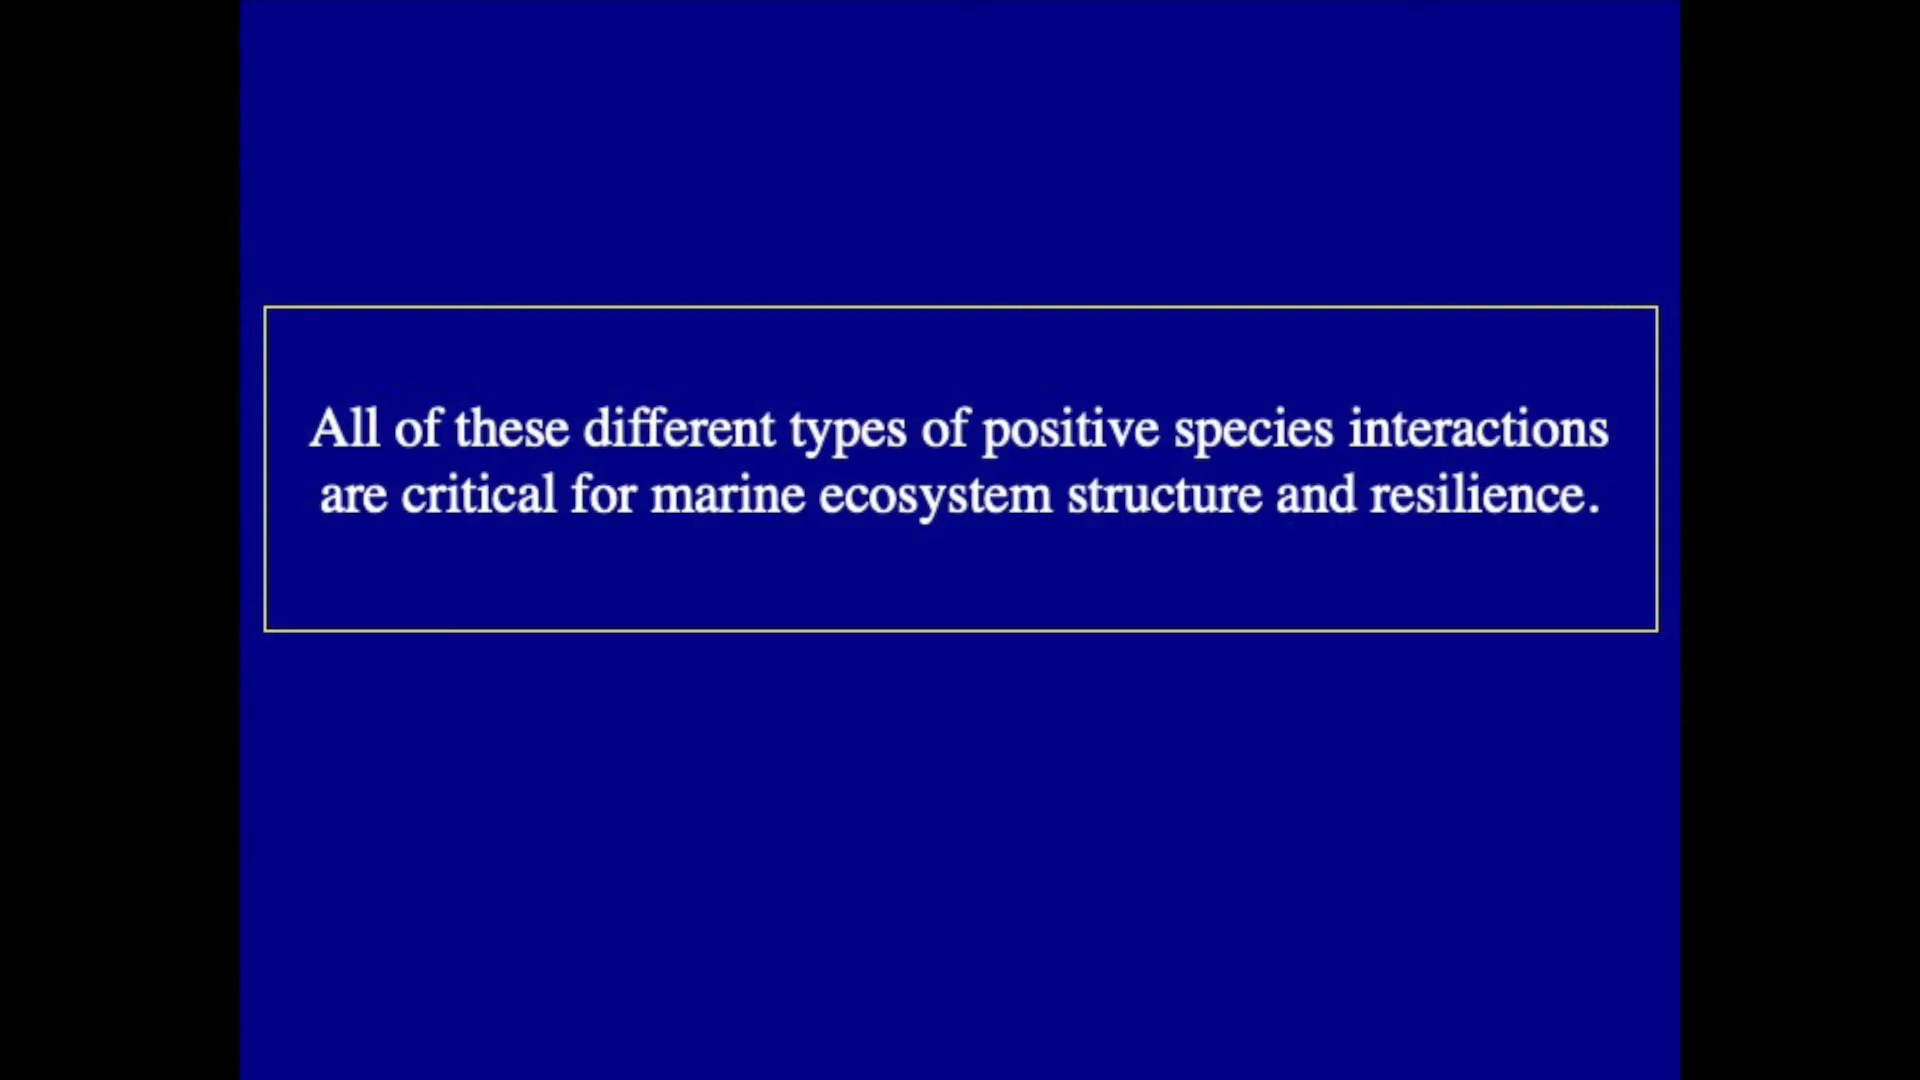 All of these different types of positive species interactions
are critical for marine ecosystem structure and resilience.